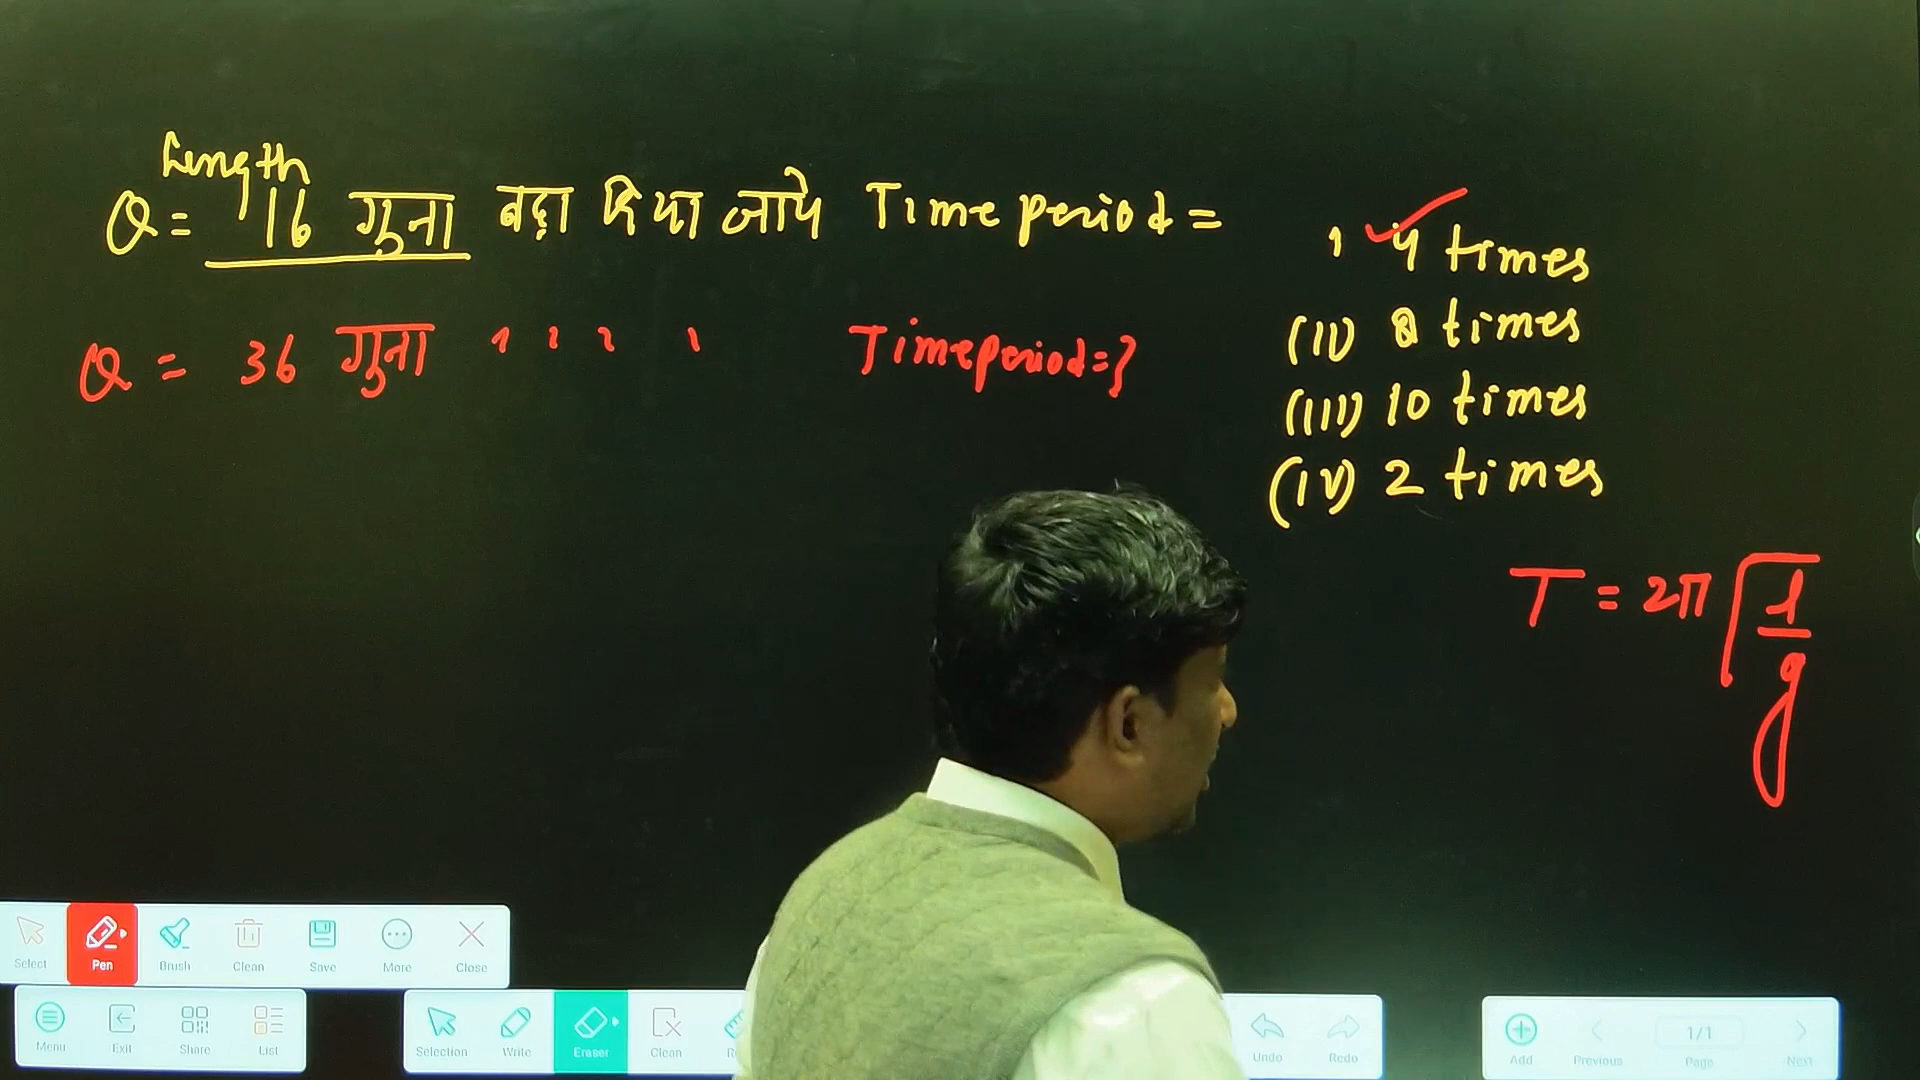 Length
Q = 16 गुना बढ़ा दिया जाये Time period =
Q = 36 गुना " " Timeperiod=?
I 4 times
(II) 8 times
(III) 10 times
(IV) 2 times
T = 2π √l/g
Select Pen Brush Clean Save More Close
Menu Exit Share List
Selection Write Eraser Clean
Undo Redo
Add Previous 1/1 Page Next